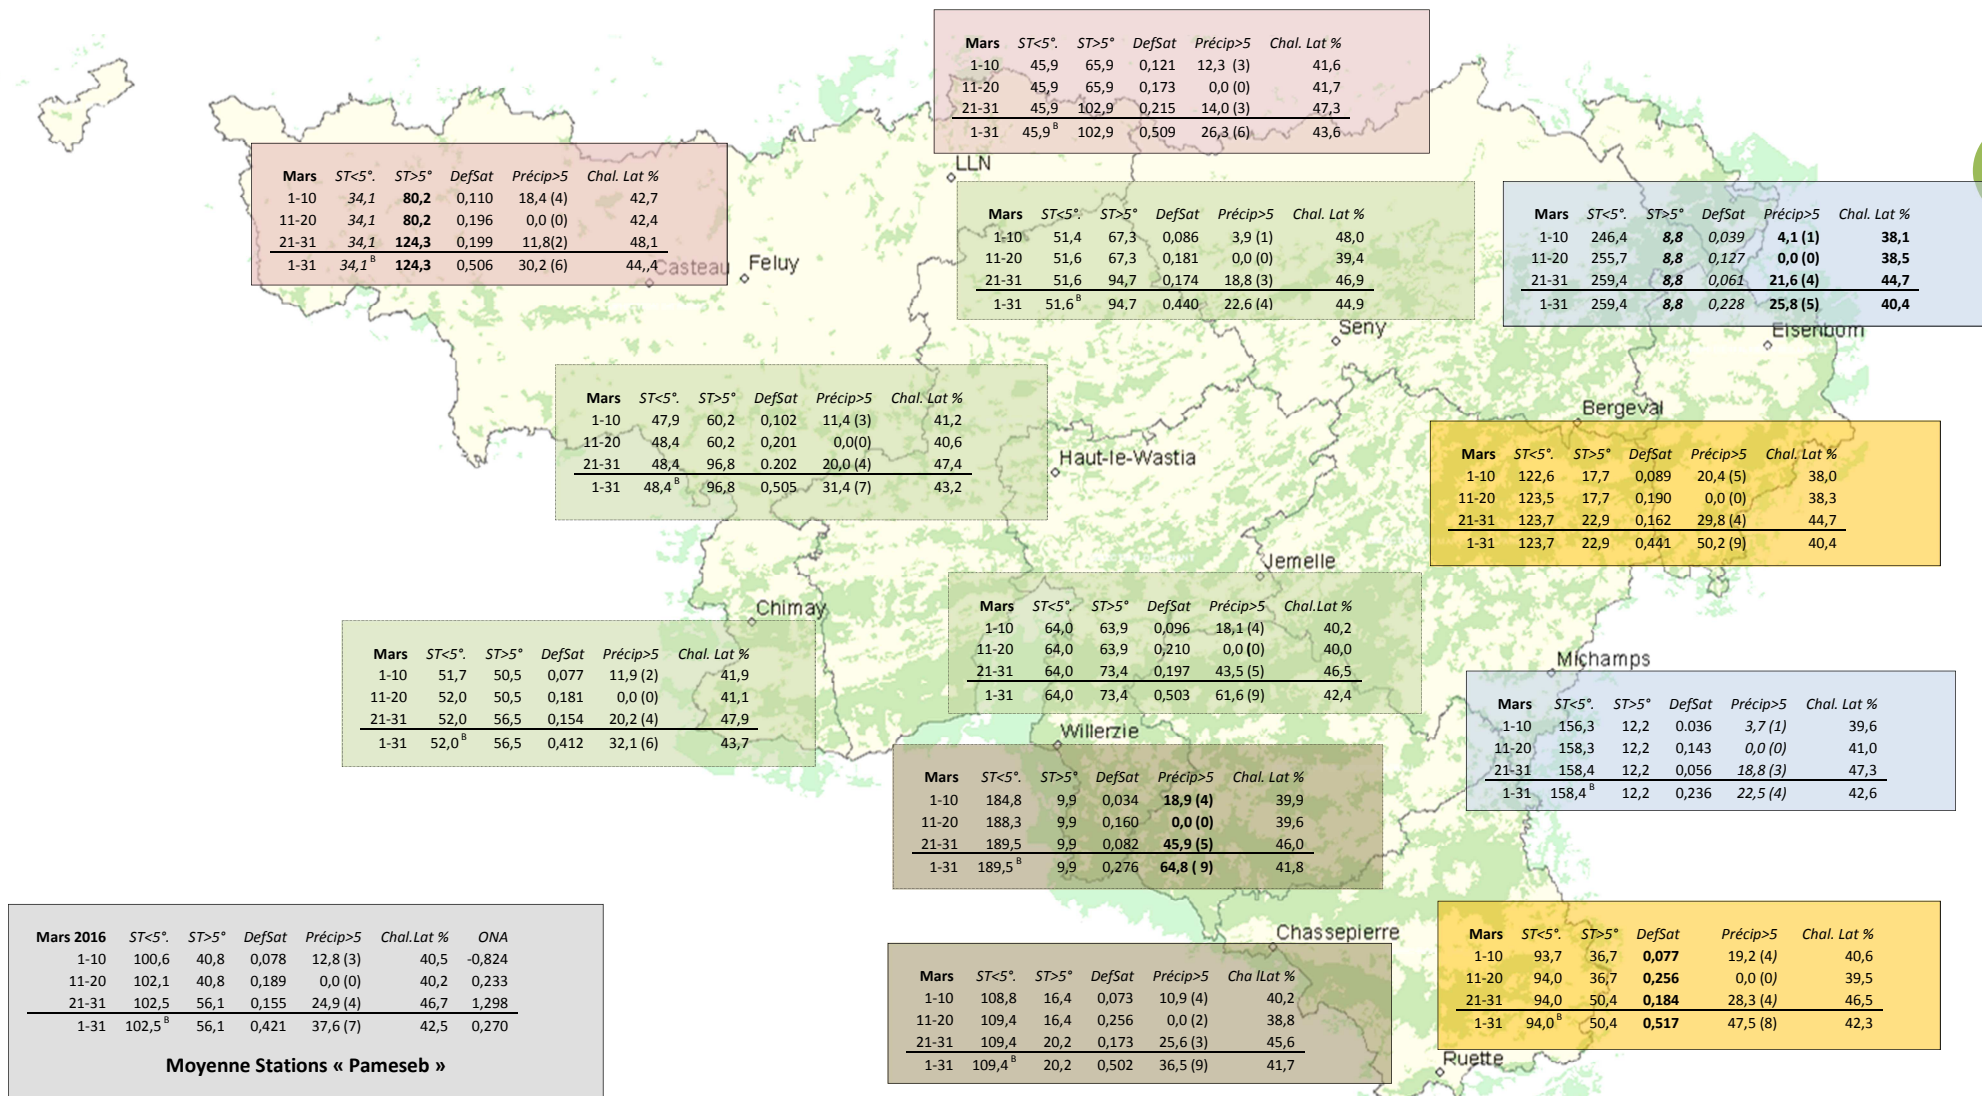 Mars ST<5°. ST>5° DefSat Précip>5 Chal. Lat %
1-10 45,9 65,9 0,121 12,3 (3) 41,6
11-20 45,9 65,9 0,173 0,0 (0) 41,7
21-31 45,9 102,9 0,215 14,0 (3) 47,3
1-31 45,9 B 102,9 0,509 26,3 (6) 43,6
LLN
Mars ST<5°. ST>5° DefSat Précip>5 Chal. Lat %
1-10 34,1 80,2 0,110 18,4 (4) 42,7
11-20 34,1 80,2 0,196 0,0 (0) 42,4
21-31 34,1 124,3 0,199 11,8(2) 48,1
1-31 34,1 B 124,3 0,506 30,2 (6) 44,,4
Casteau
Feluy
Mars ST<5°. ST>5° DefSat Précip>5 Chal. Lat %
1-10 51,4 67,3 0,086 3,9 (1) 48,0
11-20 51,6 67,3 0,181 0,0 (0) 39,4
21-31 51,6 94,7 0,174 18,8 (3) 46,9
1-31 51,6 B 94,7 0,440 22,6 (4) 44,9
Seny
Mars ST<5°. ST>5° DefSat Précip>5 Chal. Lat %
1-10 246,4 8,8 0,039 4,1 (1) 38,1
11-20 255,7 8,8 0,127 0,0 (0) 38,5
21-31 259,4 8,8 0,061 21,6 (4) 44,7
1-31 259,4 8,8 0,228 25,8 (5) 40,4
Elsenborn
Mars ST<5°. ST>5° DefSat Précip>5 Chal. Lat %
1-10 47,9 60,2 0,102 11,4 (3) 41,2
11-20 48,4 60,2 0,201 0,0(0) 40,6
21-31 48,4 96,8 0.202 20,0 (4) 47,4
1-31 48,4 B 96,8 0,505 31,4 (7) 43,2
Haut-le-Wastia
Bergeval
Mars ST<5°. ST>5° DefSat Précip>5 Chal. Lat %
1-10 122,6 17,7 0,089 20,4 (5) 38,0
11-20 123,5 17,7 0,190 0,0 (0) 38,3
21-31 123,7 22,9 0,162 29,8 (4) 44,7
1-31 123,7 22,9 0,441 50,2 (9) 40,4
Jemelle
Mars ST<5°. ST>5° DefSat Précip>5 Chal.Lat %
1-10 64,0 63,9 0,096 18,1 (4) 40,2
11-20 64,0 63,9 0,210 0,0 (0) 40,0
21-31 64,0 73,4 0,197 43,5 (5) 46,5
1-31 64,0 73,4 0,503 61,6 (9) 42,4
Chimay
Mars ST<5°. ST>5° DefSat Précip>5 Chal. Lat %
1-10 51,7 50,5 0,077 11,9 (2) 41,9
11-20 52,0 50,5 0,181 0,0 (0) 41,1
21-31 52,0 56,5 0,154 20,2 (4) 47,9
1-31 52,0 B 56,5 0,412 32,1 (6) 43,7
Michamps
Mars ST<5°. ST>5° DefSat Précip>5 Chal. Lat %
1-10 156,3 12,2 0.036 3,7 (1) 39,6
11-20 158,3 12,2 0,143 0,0 (0) 41,0
21-31 158,4 12,2 0,056 18,8 (3) 47,3
1-31 158,4 B 12,2 0,236 22,5 (4) 42,6
Willerzie
Mars ST<5°. ST>5° DefSat Précip>5 Chal. Lat %
1-10 184,8 9,9 0,034 18,9 (4) 39,9
11-20 188,3 9,9 0,160 0,0 (0) 39,6
21-31 189,5 9,9 0,082 45,9 (5) 46,0
1-31 189,5 B 9,9 0,276 64,8 ( 9) 41,8
Mars 2016 ST<5°. ST>5° DefSat Précip>5 Chal.Lat % ONA
1-10 100,6 40,8 0,078 12,8 (3) 40,5 -0,824
11-20 102,1 40,8 0,189 0,0 (0) 40,2 0,233
21-31 102,5 56,1 0,155 24,9 (4) 46,7 1,298
1-31 102,5 B 56,1 0,421 37,6 (7) 42,5 0,270
Moyenne Stations « Pameseb »
Chassepierre
Mars ST<5°. ST>5° DefSat Précip>5 Cha lLat %
1-10 108,8 16,4 0,073 10,9 (4) 40,2
11-20 109,4 16,4 0,256 0,0 (2) 38,8
21-31 109,4 20,2 0,173 25,6 (3) 45,6
1-31 109,4 B 20,2 0,502 36,5 (9) 41,7
Mars ST<5°. ST>5° DefSat Précip>5 Chal. Lat %
1-10 93,7 36,7 0,077 19,2 (4) 40,6
11-20 94,0 36,7 0,256 0,0 (0) 39,5
21-31 94,0 50,4 0,184 28,3 (4) 46,5
1-31 94,0 B 50,4 0,517 47,5 (8) 42,3
Ruette